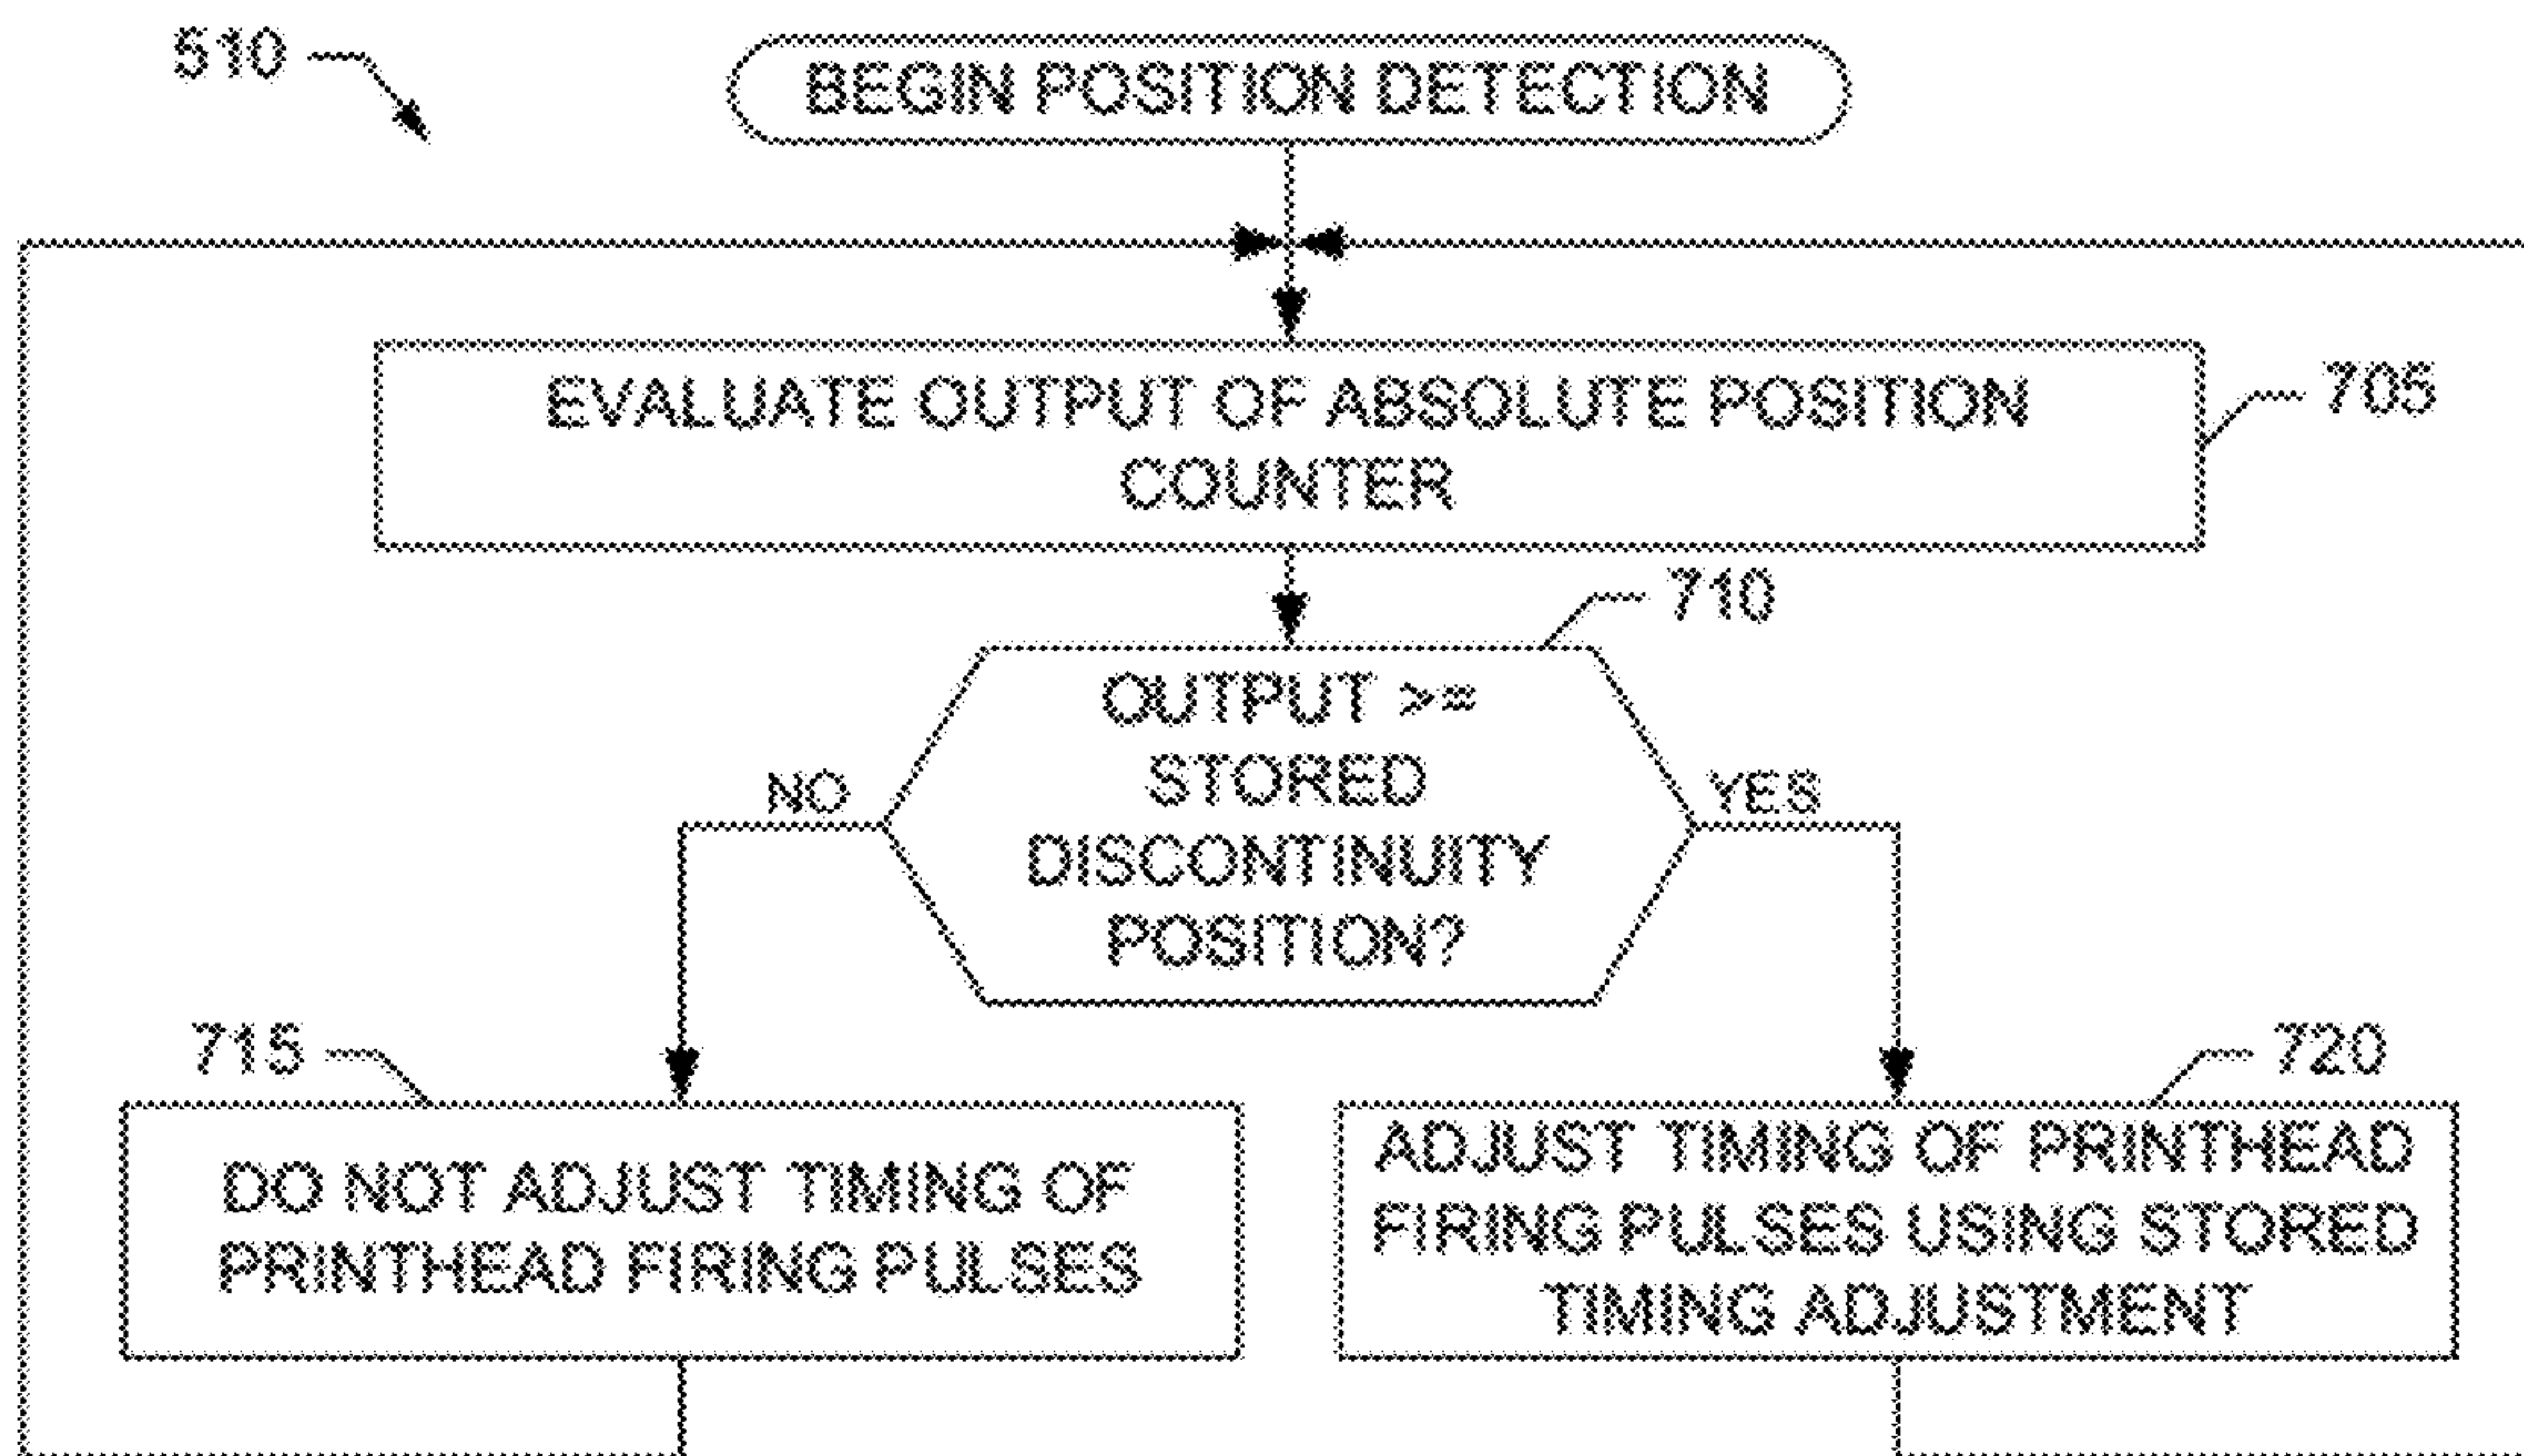 510
BEGIN POSITION DETECTION
EVALUATE OUTPUT OF ABSOLUTE POSITION
COUNTER
705
710
OUTPUT >=
STORED
DISCONTINUITY
POSITION?
NO
YES
715
DO NOT ADJUST TIMING OF
PRINTHEAD FIRING PULSES
720
ADJUST TIMING OF PRINTHEAD
FIRING PULSES USING STORED
TIMING ADJUSTMENT